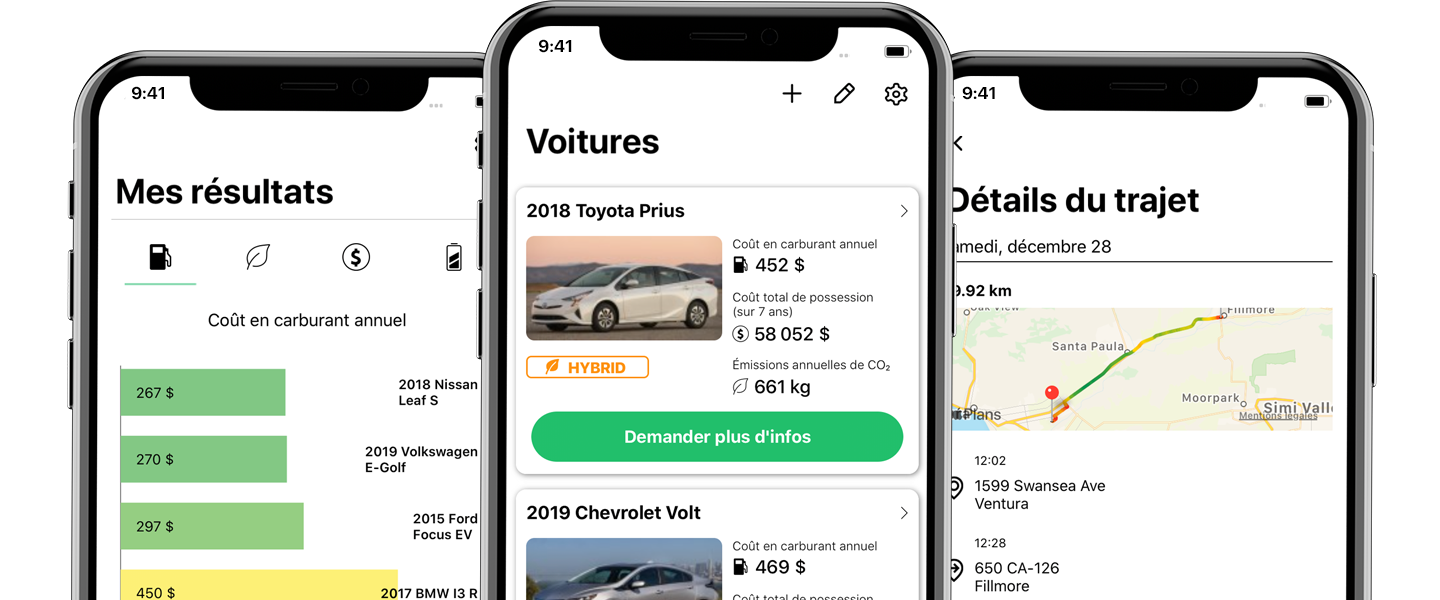 9:41
Mes résultats
Coût en carburant annuel
267 $
2018 Nissan
Leaf S
270 $
2019 Volkswagen
E-Golf
297 $
2015 Ford
Focus EV
450 $
2017 BMW I3 R
9:41
Voitures
2018 Toyota Prius
Coût en carburant annuel
452 $
Coût total de possession
(sur 7 ans)
$ 58 052 $
HYBRID
Émissions annuelles de CO₂
661 kg
Demander plus d'infos
2019 Chevrolet Volt
Coût en carburant annuel
469 $
Coût total de possession
9:41
Détails du trajet
amedi, décembre 28
9.92 km
Oak View
Fillmore
Santa Paula
Moorpark
Simi Valle
Plans
Mentions légales
12:02
1599 Swansea Ave
Ventura
12:28
650 CA-126
Fillmore